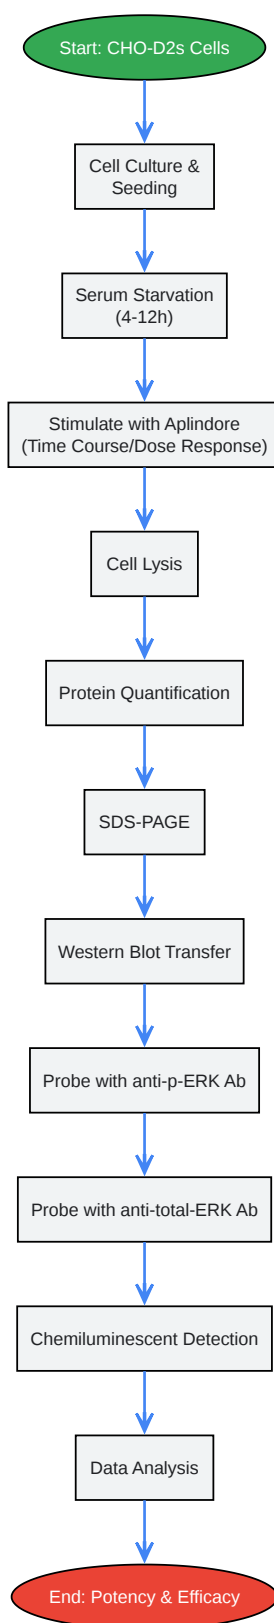 Start: CHO-D2s Cells
Cell Culture &
Seeding
Serum Starvation
(4-12h)
Stimulate with Aplindore
(Time Course/Dose Response)
Cell Lysis
Protein Quantification
SDS-PAGE
Western Blot Transfer
Probe with anti-p-ERK Ab
Probe with anti-total-ERK Ab
Chemiluminescent Detection
Data Analysis
End: Potency & Efficacy